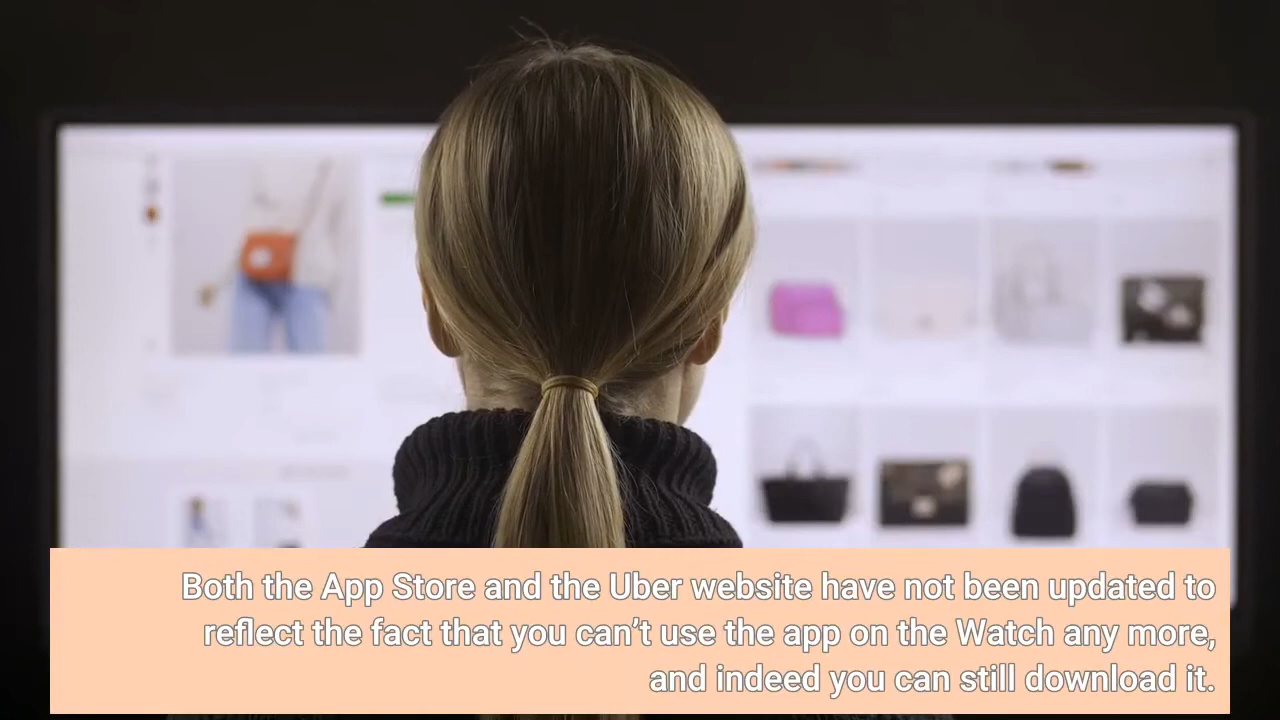 Both the App Store and the Uber website have not been updated to
reflect the fact that you can’t use the app on the Watch any more,
and indeed you can still download it.